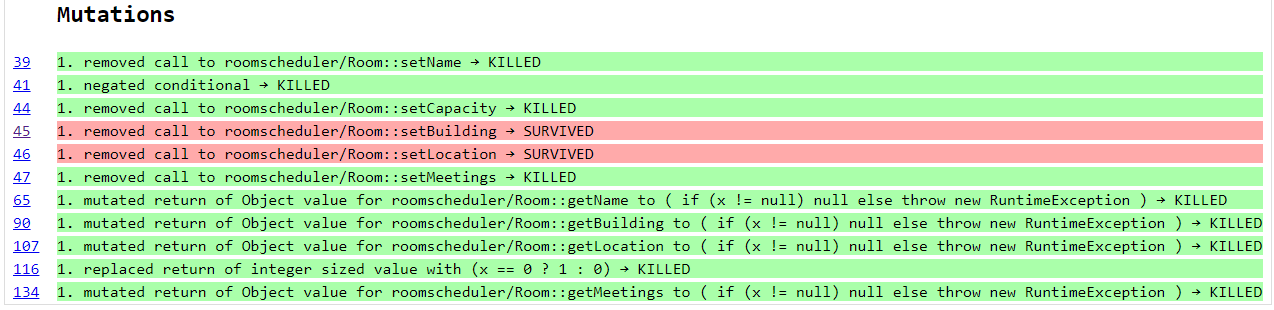 Mutations
39 1. removed call to roomscheduler/Room::setName → KILLED
41 1. negated conditional → KILLED
44 1. removed call to roomscheduler/Room::setCapacity → KILLED
45 1. removed call to roomscheduler/Room::setBuilding → SURVIVED
46 1. removed call to roomscheduler/Room::setLocation → SURVIVED
47 1. removed call to roomscheduler/Room::setMeetings → KILLED
65 1. mutated return of Object value for roomscheduler/Room::getName to ( if (x != null) null else throw new RuntimeException ) → KILLED
90 1. mutated return of Object value for roomscheduler/Room::getBuilding to ( if (x != null) null else throw new RuntimeException ) → KILLED
107 1. mutated return of Object value for roomscheduler/Room::getLocation to ( if (x != null) null else throw new RuntimeException ) → KILLED
116 1. replaced return of integer sized value with (x == 0 ? 1 : 0) → KILLED
134 1. mutated return of Object value for roomscheduler/Room::getMeetings to ( if (x != null) null else throw new RuntimeException ) → KILLED